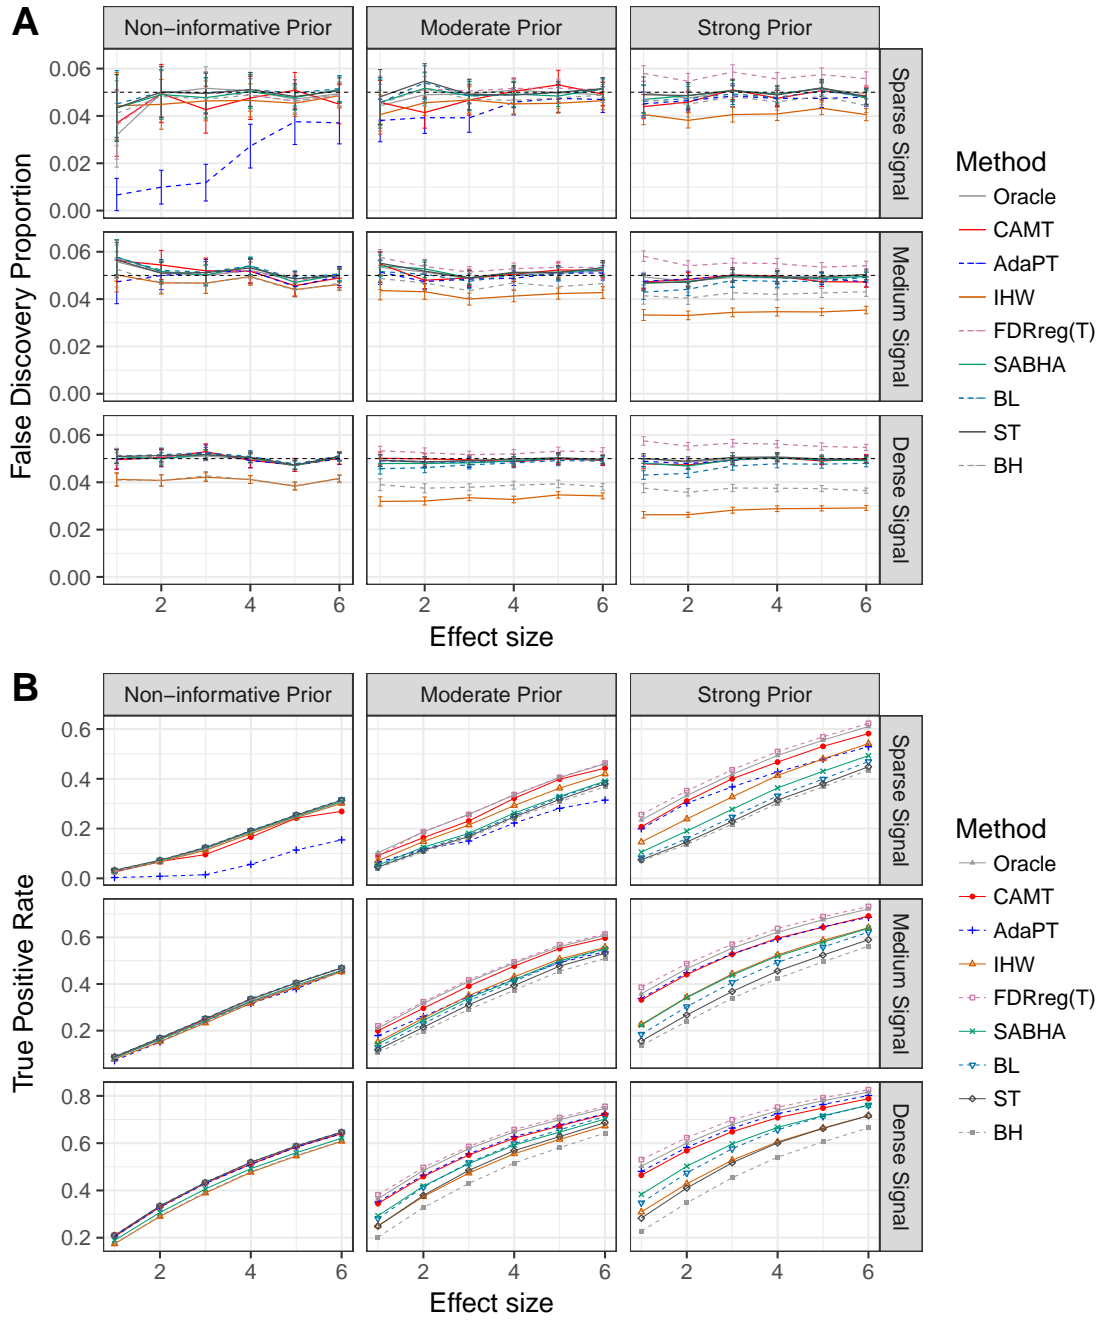 A
Non−informative Prior
Moderate Prior
Strong Prior
False Discovery Proportion
0.06
0.04
0.02
0.00
Sparse Signal
0.06
0.04
0.02
0.00
Medium Signal
0.06
0.04
0.02
0.00
Dense Signal
2 4 6
2 4 6
2 4 6
Effect size
Method
Oracle
CAMT
AdaPT
IHW
FDRreg(T)
SABHA
BL
ST
BH
B
Non−informative Prior
Moderate Prior
Strong Prior
True Positive Rate
0.6
0.4
0.2
0.0
Sparse Signal
0.6
0.4
0.2
Medium Signal
0.8
0.6
0.4
0.2
Dense Signal
2 4 6
2 4 6
2 4 6
Effect size
Method
Oracle
CAMT
AdaPT
IHW
FDRreg(T)
SABHA
BL
ST
BH